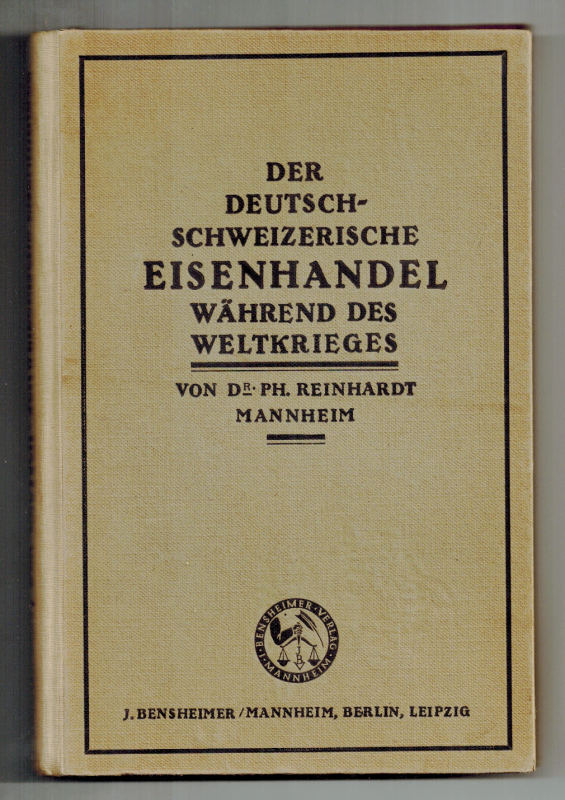 DER
DEUTSCH-
SCHWEIZERISCHE
EISENHANDEL
WÄHREND DES
WELTKRIEGES
VON DR. PH. REINHARDT
MANNHEIM
I. BENSHEIMER · VERLAG · MANNHEIM ·
J. BENSHEIMER / MANNHEIM, BERLIN, LEIPZIG